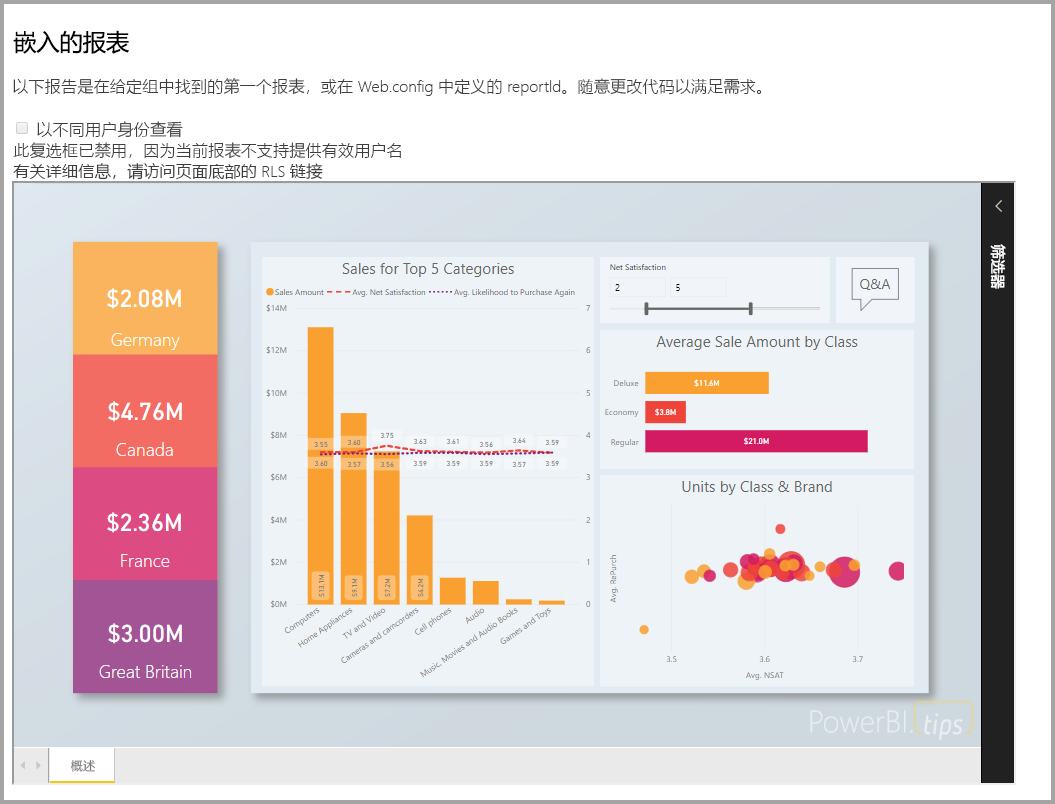 嵌入的报表
以下报告是在给定组中找到的第一个报表，或在 Web.config 中定义的 reportId。随意更改代码以满足需求。
以不同用户身份查看
此复选框已禁用，因为当前报表不支持提供有效用户名
有关详细信息，请访问页面底部的 RLS 链接
$2.08M
Germany
$4.76M
Canada
$2.36M
France
$3.00M
Great Britain
Sales for Top 5 Categories
Sales Amount Avg. Net Satisfaction Avg. Likelihood to Purchase Again
$14M 7
$12M 6
$10M 5
$8M 4
$6M 3
$4M 2
$2M 1
$0M 0
3.55 3.60 3.75 3.63 3.61 3.56 3.64 3.59
3.60 3.57 3.56 3.59 3.59 3.59 3.57 3.59
$13.1M $9.1M $7.2M $4.2M
Computers
Home Appliances
TV and Video
Cameras and camcorders
Cell phones
Audio
Music, Movies and Audio Books
Games and Toys
Net Satisfaction
2 5
Q&A
Average Sale Amount by Class
Deluxe $11.6M
Economy $3.8M
Regular $21.0M
Units by Class & Brand
Avg. RePurch
3.5 3.6 3.7
Avg. NSAT
PowerBI.tips
筛选器
概述